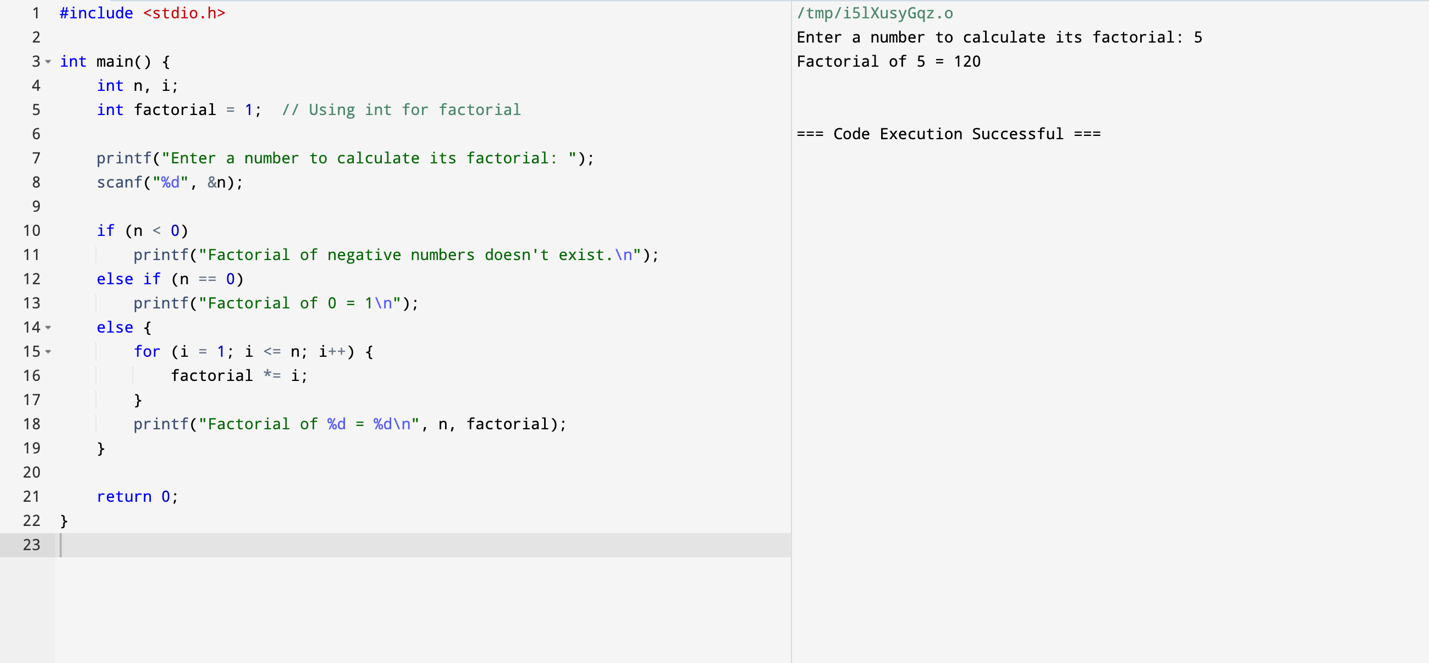 1 #include <stdio.h>
2
3 int main() {
4     int n, i;
5     int factorial = 1;  // Using int for factorial
6
7     printf("Enter a number to calculate its factorial: ");
8     scanf("%d", &n);
9
10     if (n < 0)
11         printf("Factorial of negative numbers doesn't exist.\n");
12     else if (n == 0)
13         printf("Factorial of 0 = 1\n");
14     else {
15         for (i = 1; i <= n; i++) {
16             factorial *= i;
17         }
18         printf("Factorial of %d = %d\n", n, factorial);
19     }
20
21     return 0;
22 }
23
/tmp/i5lXusyGqz.o
Enter a number to calculate its factorial: 5
Factorial of 5 = 120
=== Code Execution Successful ===